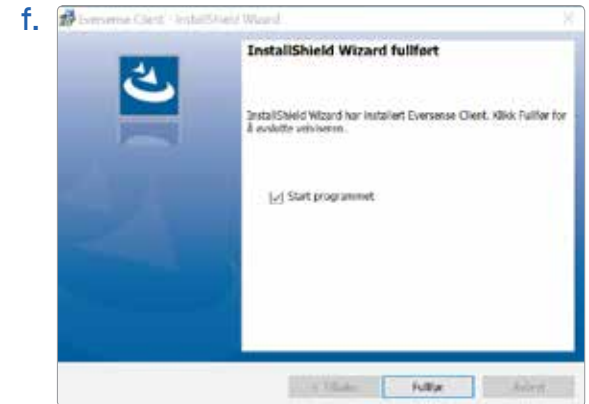 f.
Eversense Client - InstallShield Wizard
InstallShield Wizard fullført
InstallShield Wizard har installert Eversense Client. Klikk Fullfør for
å avslutte veiviseren.
Start programmet
< Tilbake Fullfør Avbryt